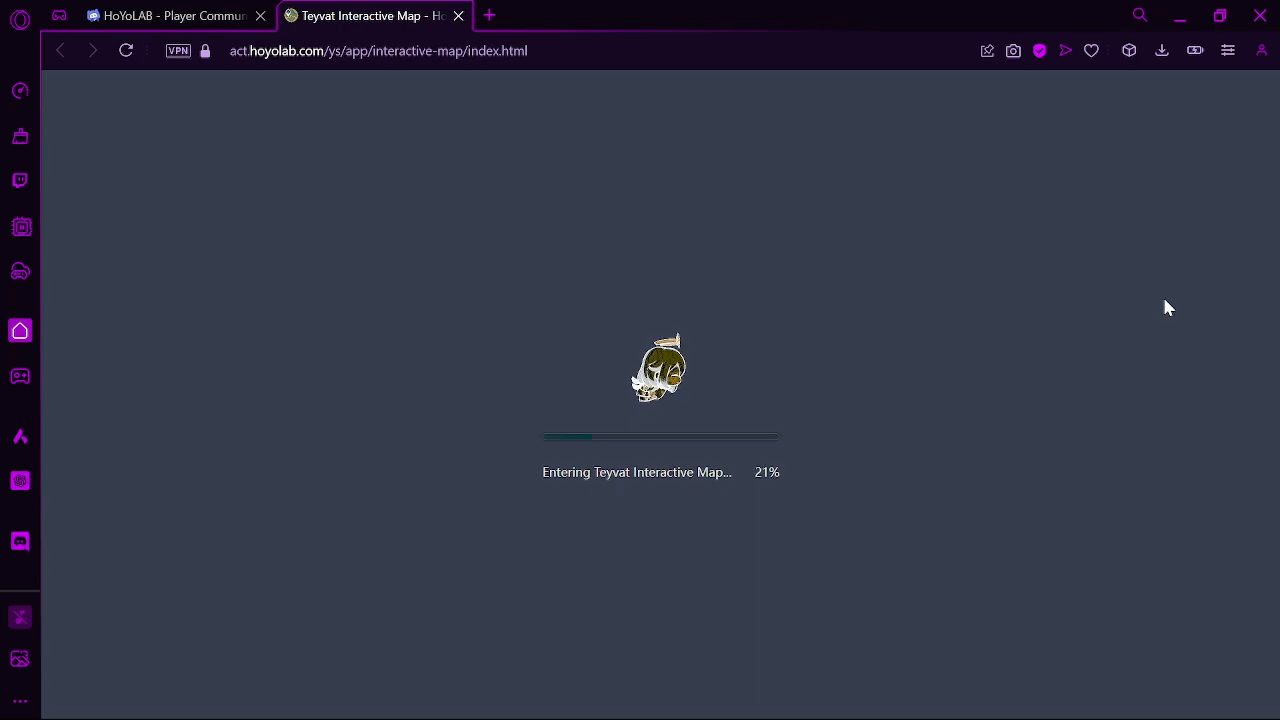 HoYoLAB - Player Commun
Teyvat Interactive Map - Ho
VPN
act.hoyolab.com/ys/app/interactive-map/index.html
Entering Teyvat Interactive Map... 21%